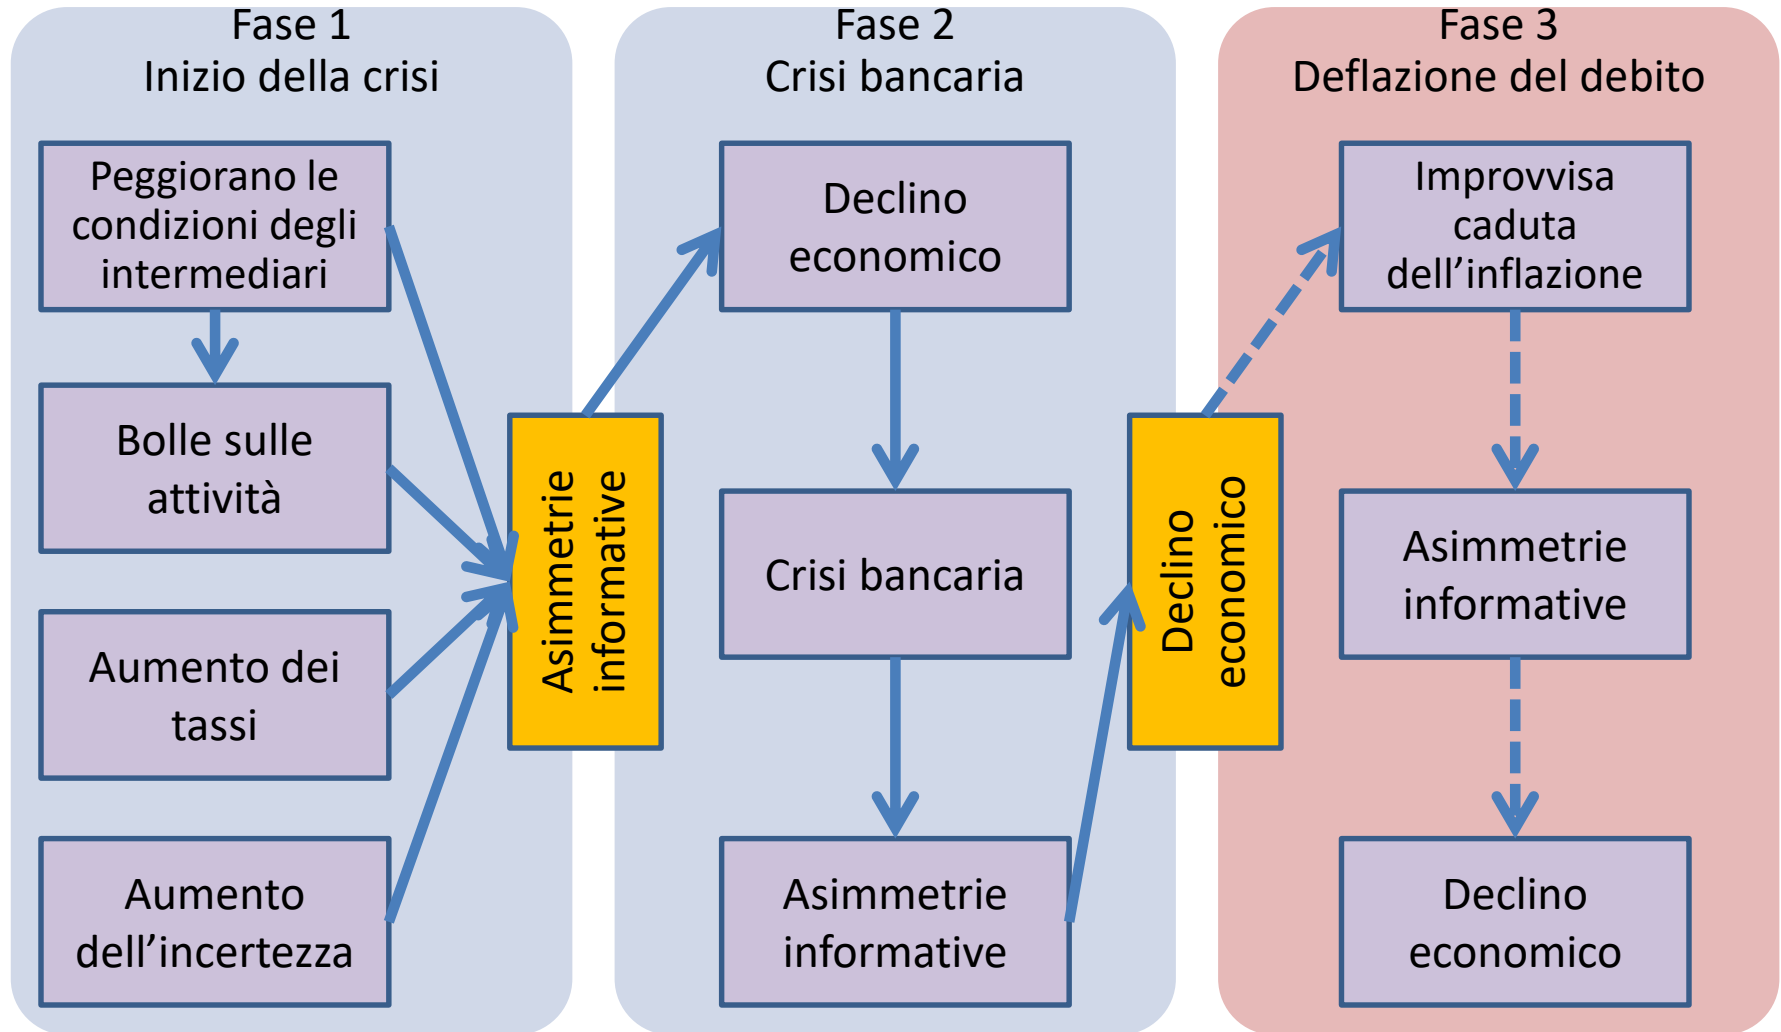 Fase 1
Inizio della crisi
Peggiorano le
condizioni degli
intermediari
Bolle sulle
attività
Aumento dei
tassi
Aumento
dell’incertezza
Asimmetrie
informative
Fase 2
Crisi bancaria
Declino
economico
Crisi bancaria
Asimmetrie
informative
Declino
economico
Fase 3
Deflazione del debito
Improvvisa
caduta
dell’inflazione
Asimmetrie
informative
Declino
economico